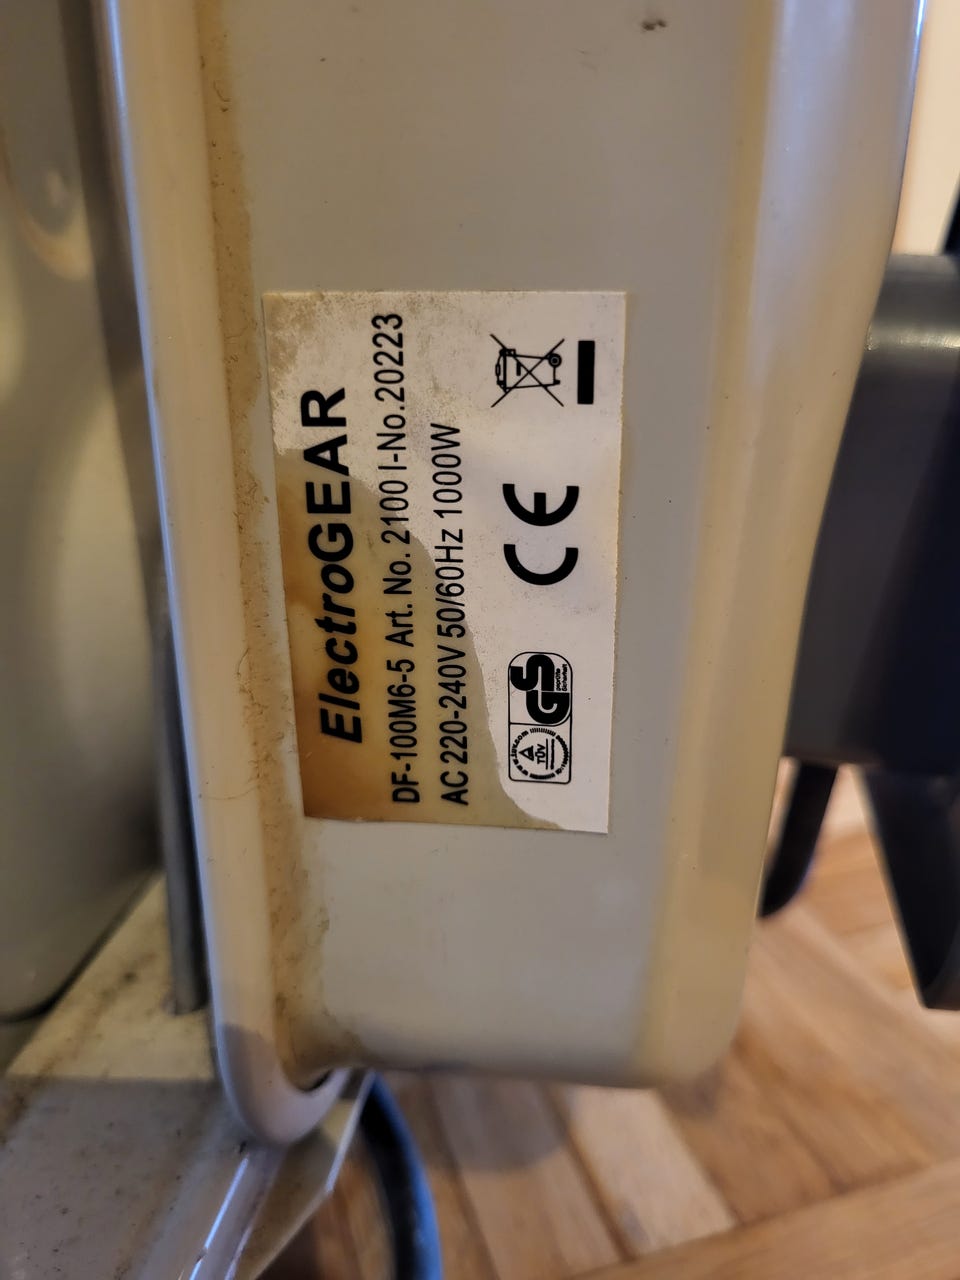 ElectroGEAR
DF-100M6-5 Art. No. 2100 I-No.20223
AC 220-240V 50/60Hz 1000W
TÜV
GS
CE